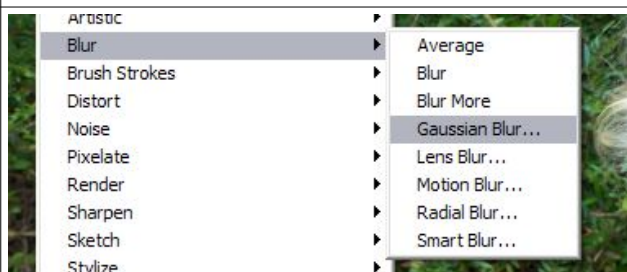 Artistic
Blur
Brush Strokes
Distort
Noise
Pixelate
Render
Sharpen
Sketch
Stylize
Average
Blur
Blur More
Gaussian Blur...
Lens Blur...
Motion Blur...
Radial Blur...
Smart Blur...